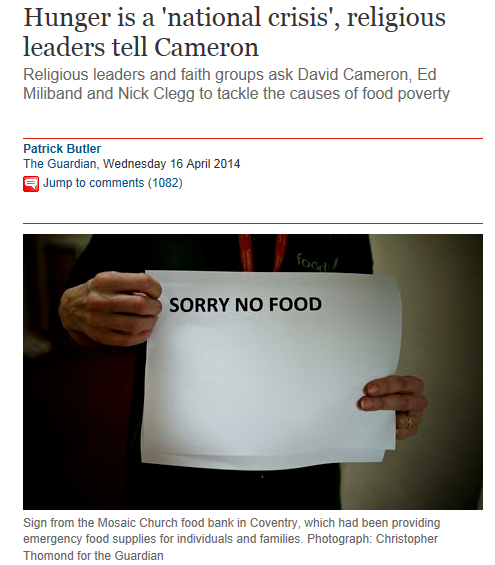 Hunger is a 'national crisis', religious
leaders tell Cameron
Religious leaders and faith groups ask David Cameron, Ed
Miliband and Nick Clegg to tackle the causes of food poverty
Patrick Butler
The Guardian, Wednesday 16 April 2014
Jump to comments (1082)
food
SORRY NO FOOD
Sign from the Mosaic Church food bank in Coventry, which had been providing
emergency food supplies for individuals and families. Photograph: Christopher
Thomond for the Guardian